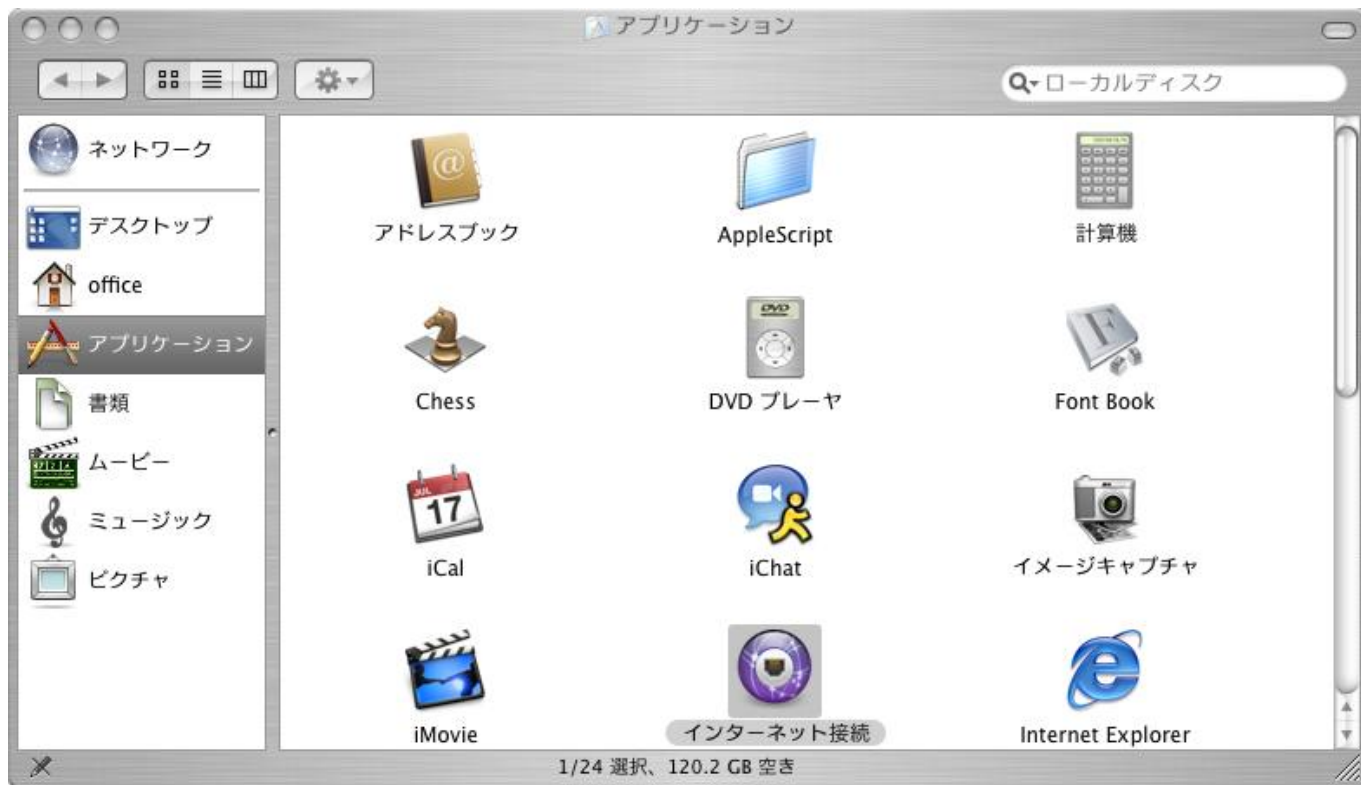 アプリケーション
ローカルディスク
ネットワーク
デスクトップ
office
アプリケーション
書類
ムービー
ミュージック
ピクチャ
アドレスブック
AppleScript
計算機
Chess
DVD
DVD プレーヤ
Font Book
JUL
17
iCal
iChat
イメージキャプチャ
iMovie
インターネット接続
Internet Explorer
1/24 選択、120.2 GB 空き